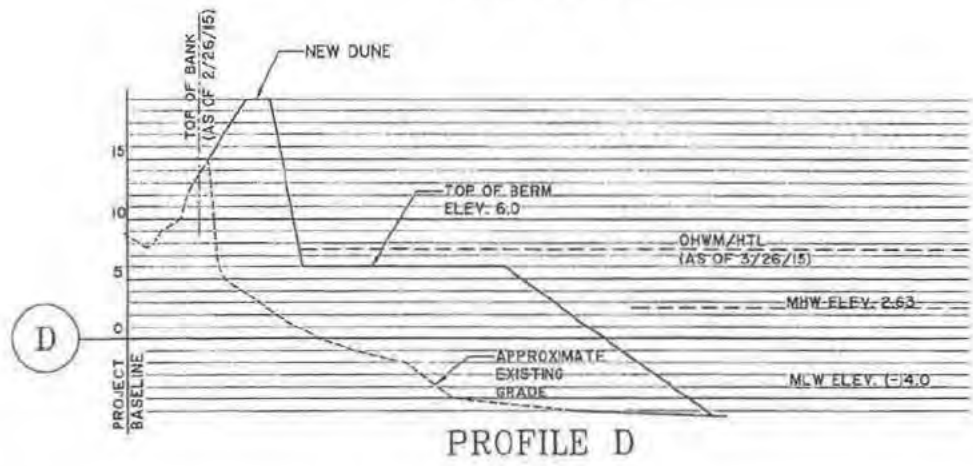 TOP OF BANK
(AS OF 2/26/15)
NEW DUNE
15
10
5
0
TOP OF BERM
ELEV. 6.0
OHWM/HTL
(AS OF 3/26/15)
MHW ELEV. 2.63
D
APPROXIMATE
EXISTING
GRADE
MLW ELEV. (-)4.0
PROJECT
BASELINE
PROFILE D